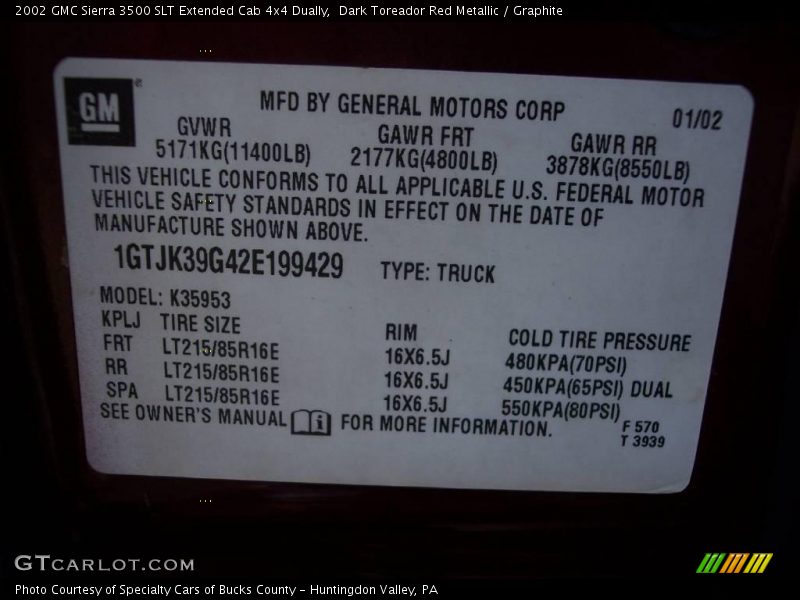 2002 GMC Sierra 3500 SLT Extended Cab 4x4 Dually,  Dark Toreador Red Metallic / Graphite
GM
MFD BY GENERAL MOTORS CORP 01/02
GVWR GAWR FRT GAWR RR
5171KG(11400LB) 2177KG(4800LB) 3878KG(8550LB)
THIS VEHICLE CONFORMS TO ALL APPLICABLE U.S. FEDERAL MOTOR
VEHICLE SAFETY STANDARDS IN EFFECT ON THE DATE OF
MANUFACTURE SHOWN ABOVE.
1GTJK39G42E199429 TYPE: TRUCK
MODEL: K35953
KPLJ TIRE SIZE RIM COLD TIRE PRESSURE
FRT LT215/85R16E 16X6.5J 480KPA(70PSI)
RR LT215/85R16E 16X6.5J 450KPA(65PSI) DUAL
SPA LT215/85R16E 16X6.5J 550KPA(80PSI)
SEE OWNER'S MANUAL FOR MORE INFORMATION.
F 570
T 3939
GTCARLOT.COM
Photo Courtesy of Specialty Cars of Bucks County - Huntingdon Valley, PA